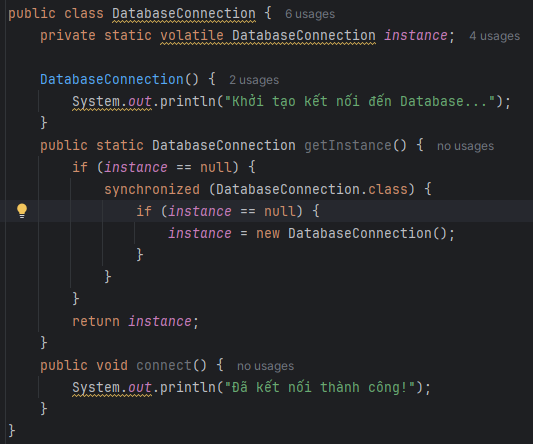 public class DatabaseConnection {  6 usages
    private static volatile DatabaseConnection instance;  4 usages

    DatabaseConnection() {  2 usages
        System.out.println("Khởi tạo kết nối đến Database...");
    }
    public static DatabaseConnection getInstance() {  no usages
        if (instance == null) {
            synchronized (DatabaseConnection.class) {
                if (instance == null) {
                    instance = new DatabaseConnection();
                }
            }
        }
        return instance;
    }
    public void connect() {  no usages
        System.out.println("Đã kết nối thành công!");
    }
}